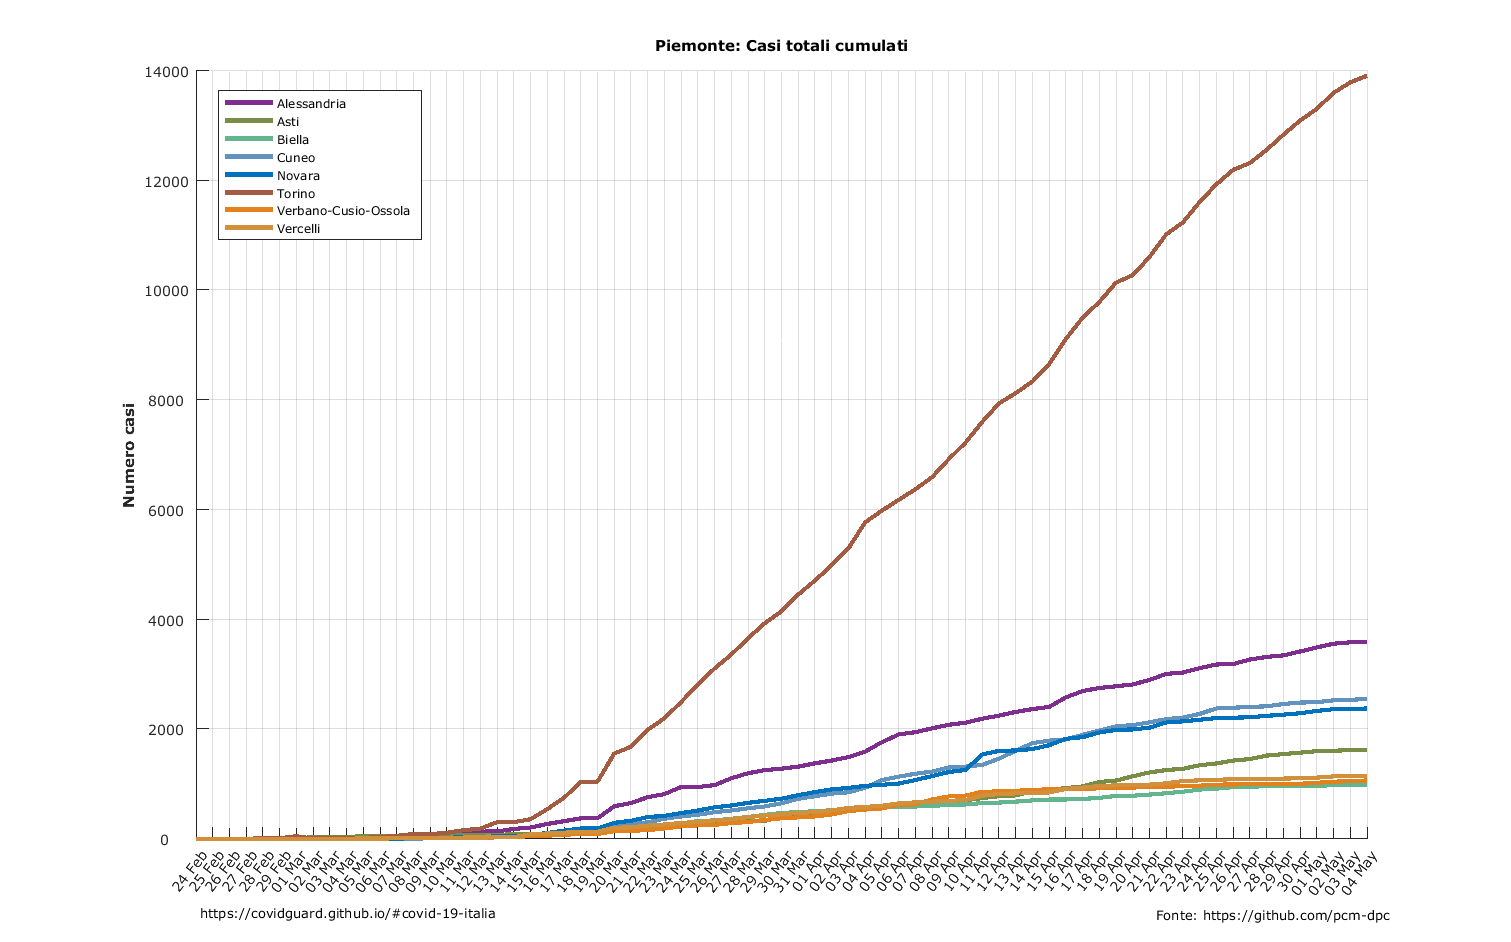 Piemonte: Casi totali cumulati
14000
12000
10000
8000
6000
4000
2000
0
Numero casi
Alessandria
Asti
Biella
Cuneo
Novara
Torino
Verbano-Cusio-Ossola
Vercelli
24 Feb
25 Feb
26 Feb
27 Feb
28 Feb
29 Feb
01 Mar
02 Mar
03 Mar
04 Mar
05 Mar
06 Mar
07 Mar
08 Mar
09 Mar
10 Mar
11 Mar
12 Mar
13 Mar
14 Mar
15 Mar
16 Mar
17 Mar
18 Mar
19 Mar
20 Mar
21 Mar
22 Mar
23 Mar
24 Mar
25 Mar
26 Mar
27 Mar
28 Mar
29 Mar
30 Mar
31 Mar
01 Apr
02 Apr
03 Apr
04 Apr
05 Apr
06 Apr
07 Apr
08 Apr
09 Apr
10 Apr
11 Apr
12 Apr
13 Apr
14 Apr
15 Apr
16 Apr
17 Apr
18 Apr
19 Apr
20 Apr
21 Apr
22 Apr
23 Apr
24 Apr
25 Apr
26 Apr
27 Apr
28 Apr
29 Apr
30 Apr
01 May
02 May
03 May
04 May
https://covidguard.github.io/#covid-19-italia
Fonte: https://github.com/pcm-dpc